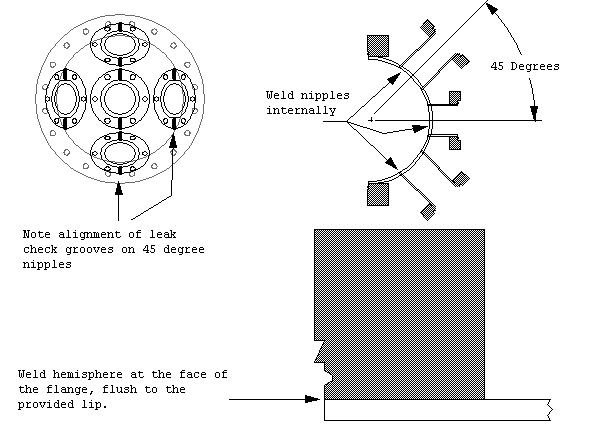 45 Degrees
Weld nipples
internally
Note alignment of leak
check grooves on 45 degree
nipples
Weld hemisphere at the face of
the flange, flush to the
provided lip.